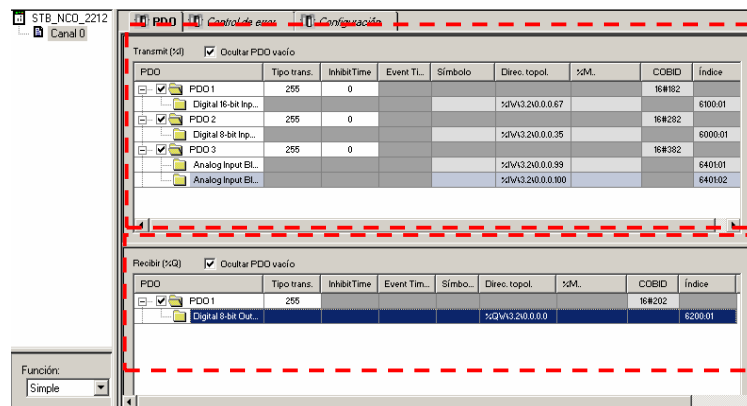 STB_NCO_2212
Canal 0
PDO Control de error Configuración
Transmit (%I) Ocultar PDO vacío
PDO Tipo trans. InhibitTime Event Ti... Símbolo Direc. topol. %M.. COBID Índice
PDO 1 255 0 16#182
Digital 16-bit Inp... %IW\3.2\0.0.0.67 6100:01
PDO 2 255 0 16#282
Digital 8-bit Inp... %IW\3.2\0.0.0.35 6000:01
PDO 3 255 0 16#382
Analog Input Bl... %IW\3.2\0.0.0.99 6401:01
Analog Input Bl... %IW\3.2\0.0.0.100 6401:02
Recibir (%Q) Ocultar PDO vacío
PDO Tipo trans. InhibitTime Event Tim... Símbo... Direc. topol. %M.. COBID Índice
PDO 1 255 16#202
Digital 8-bit Out... %QW\3.2\0.0.0.0 6200:01
Función:
Simple